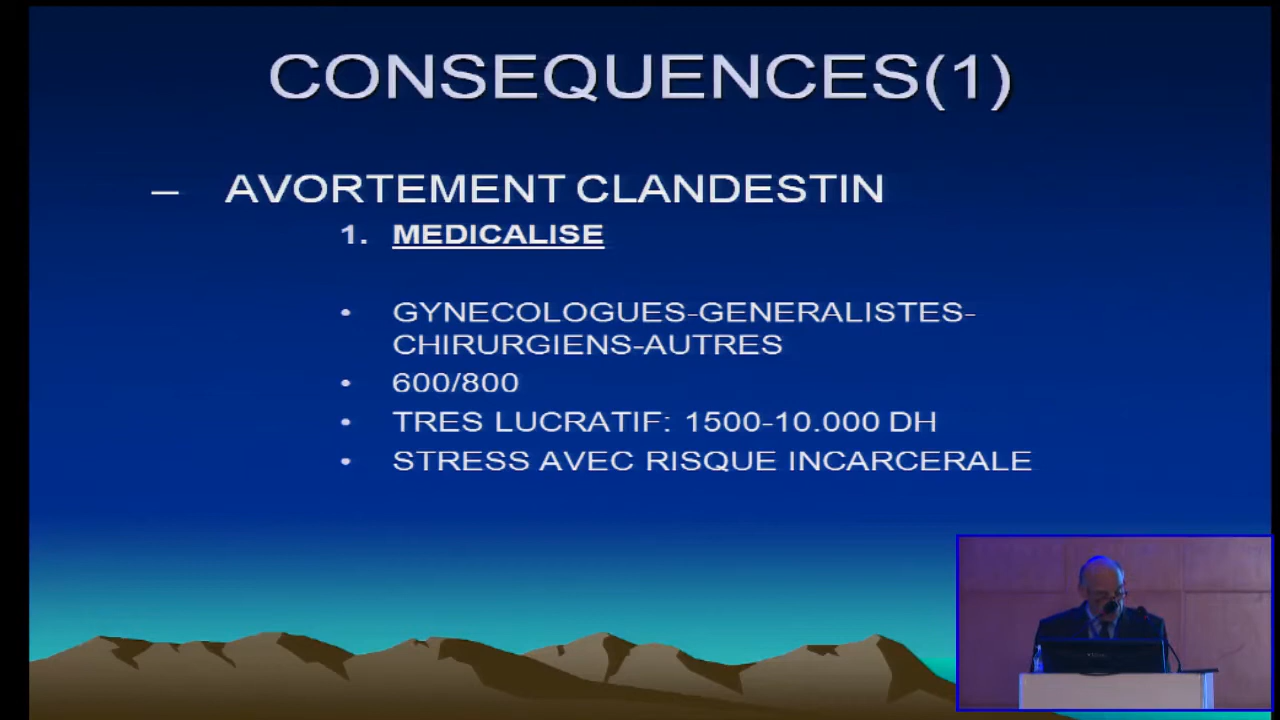 CONSEQUENCES(1)
– AVORTEMENT CLANDESTIN
1. MEDICALISE
• GYNECOLOGUES-GENERALISTES-
CHIRURGIENS-AUTRES
• 600/800
• TRES LUCRATIF: 1500-10.000 DH
• STRESS AVEC RISQUE INCARCERALE